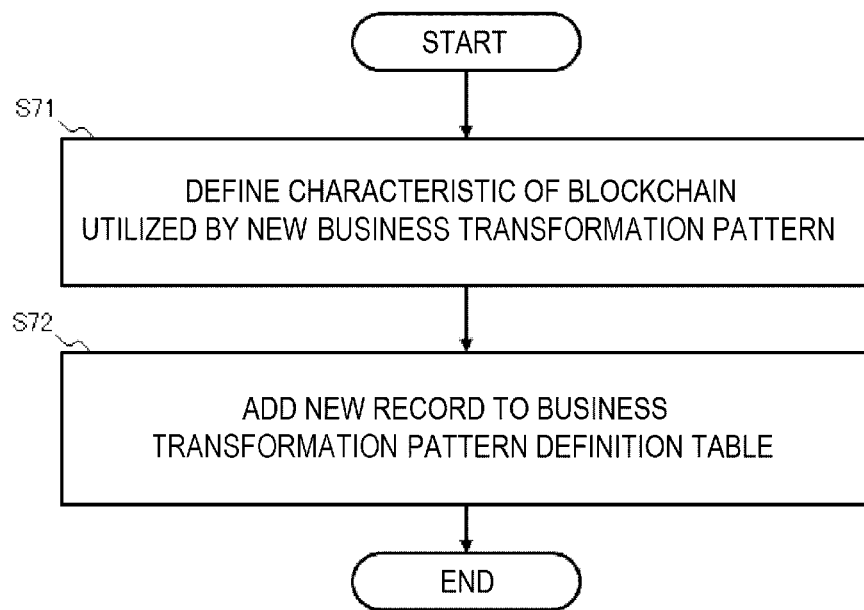 START
S71
DEFINE CHARACTERISTIC OF BLOCKCHAIN
UTILIZED BY NEW BUSINESS TRANSFORMATION PATTERN
S72
ADD NEW RECORD TO BUSINESS
TRANSFORMATION PATTERN DEFINITION TABLE
END